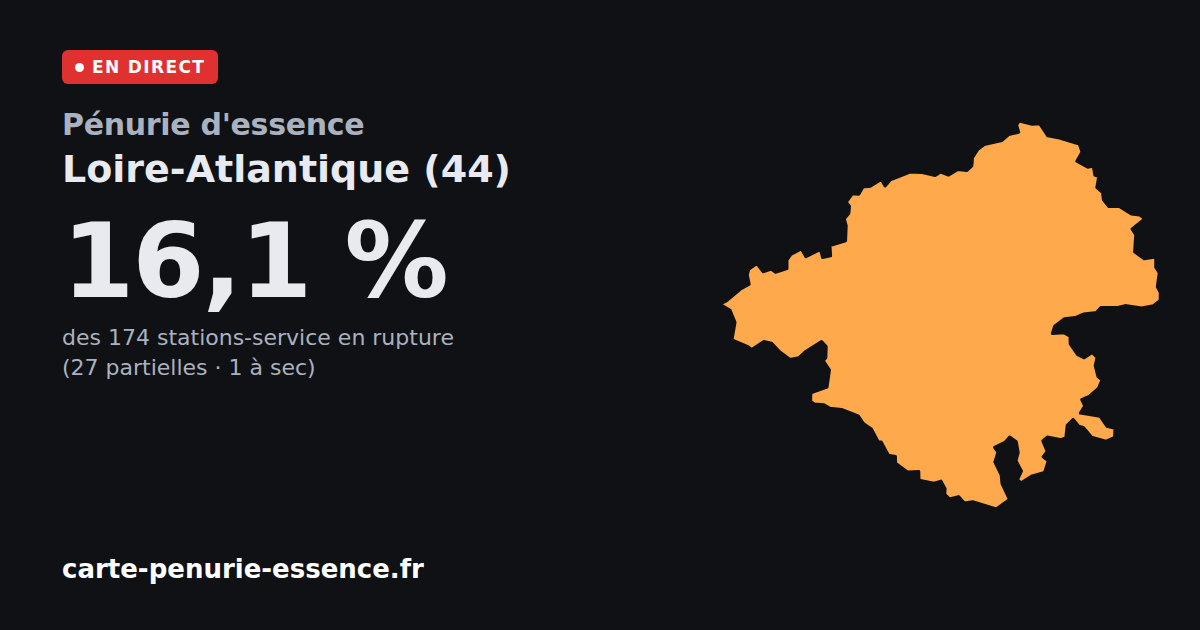 EN DIRECT
Pénurie d'essence
Loire-Atlantique (44)
16,1 %
des 174 stations-service en rupture
(27 partielles · 1 à sec)
carte-penurie-essence.fr